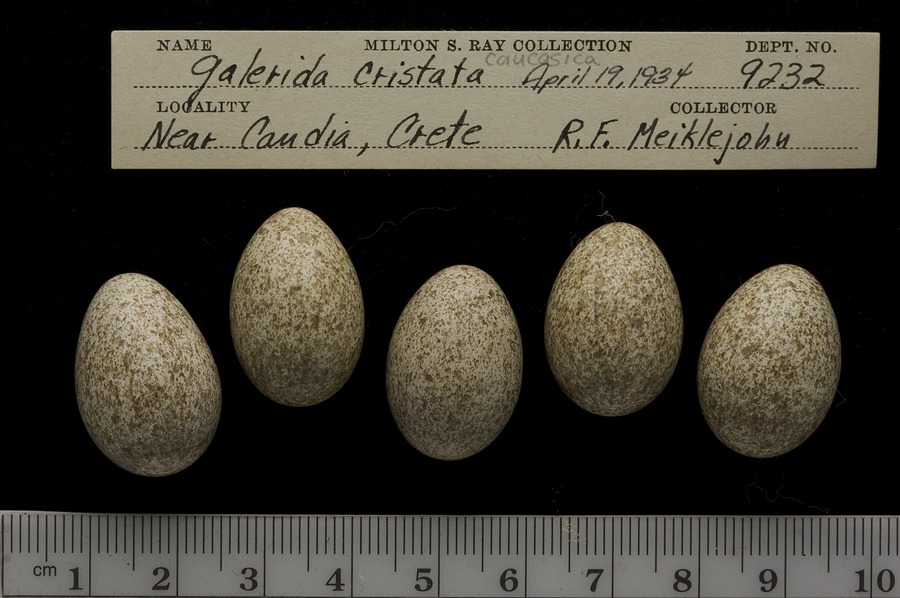 NAME MILTON S. RAY COLLECTION DEPT. NO.
caucasica
Galerida cristata April 19, 1934 9232
LOCALITY COLLECTOR
Near Candia, Crete R.F. Meiklejohn
cm 1 2 3 4 5 6 7 8 9 10